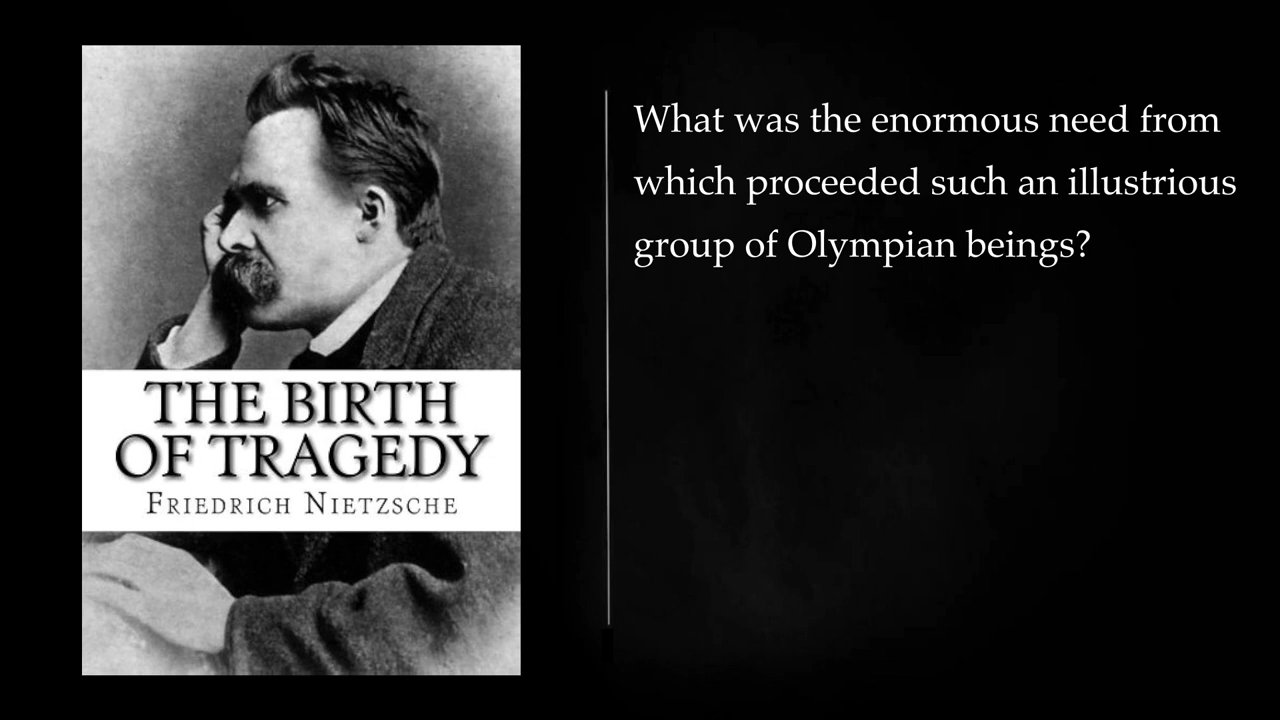 THE BIRTH
OF TRAGEDY
Friedrich Nietzsche
What was the enormous need from
which proceeded such an illustrious
group of Olympian beings?